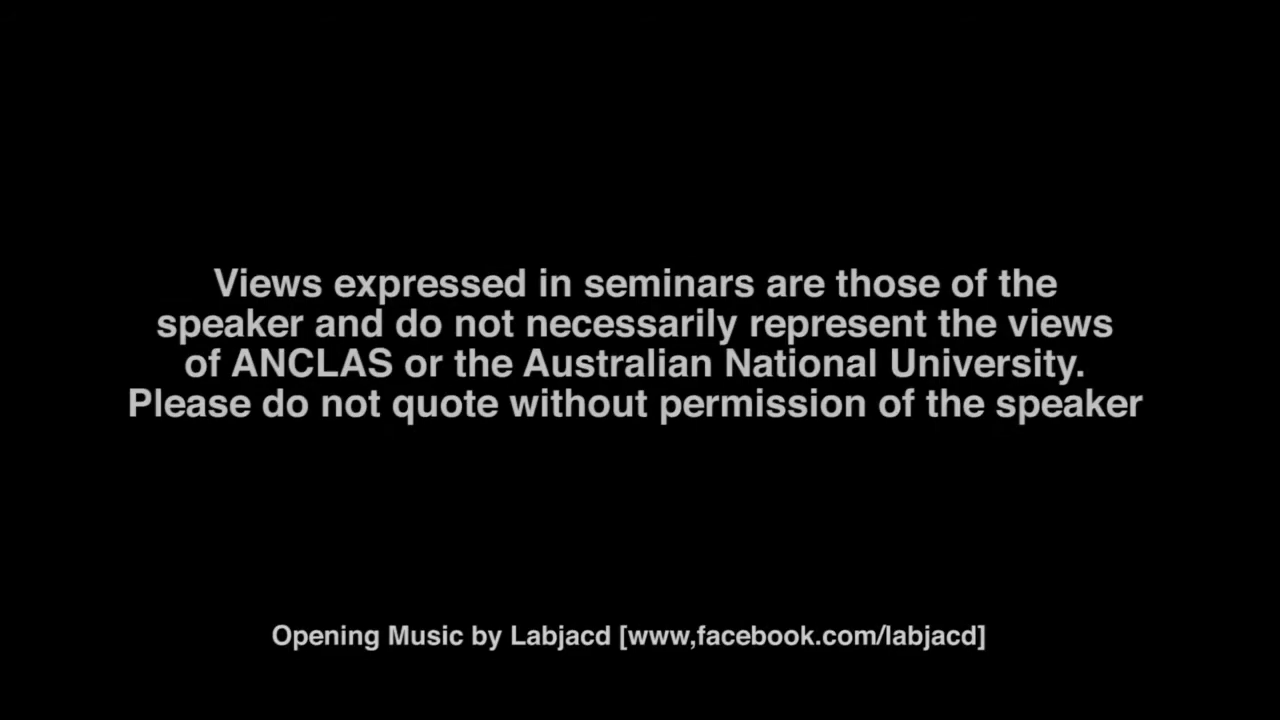 Views expressed in seminars are those of the
speaker and do not necessarily represent the views
of ANCLAS or the Australian National University.
Please do not quote without permission of the speaker
Opening Music by Labjacd [www,facebook.com/labjacd]